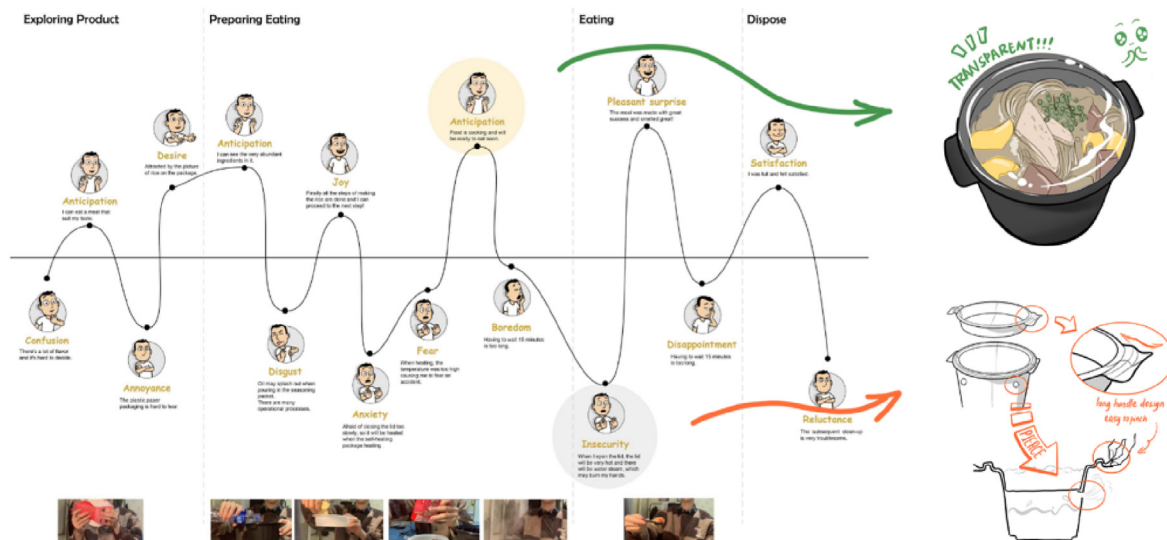 Exploring Product
Preparing Eating
Eating
Dispose
TRANSPARENT!!!
Anticipation
Food is cooking and will
be ready to eat soon.
Pleasant surprise
The meal was made with great
success and smelled great!
Desire
Attracted by the picture
of rice on the package.
Anticipation
I can see the very abundant
ingredients in it.
Satisfaction
I was full and felt satisfied.
Joy
Finally all the steps of making
the rice are done and I can
proceed to the next step!
Anticipation
I can eat a meal that
suit my taste.
Confusion
There's a lot of flavor
and it's hard to decide.
Annoyance
The plastic paper
packaging is hard to tear.
Disgust
Oil may splash out when
pouring in the seasoning
packet.
There are many
operational processes.
Anxiety
Afraid of closing the lid too
slowly, so it will be heated
when the self-heating
package heating.
Fear
When heating, the
temperature was too high
causing me to fear an
accident.
Boredom
Having to wait 15 minutes
is too long.
Insecurity
When I open the lid, the lid
will be very hot and there
will be water steam, which
may burn my hands.
Disappointment
Having to wait 15 minutes
is too long.
Reluctance
The subsequent clean-up
is very troublesome.
long handle design
easy to pinch
PIERCE